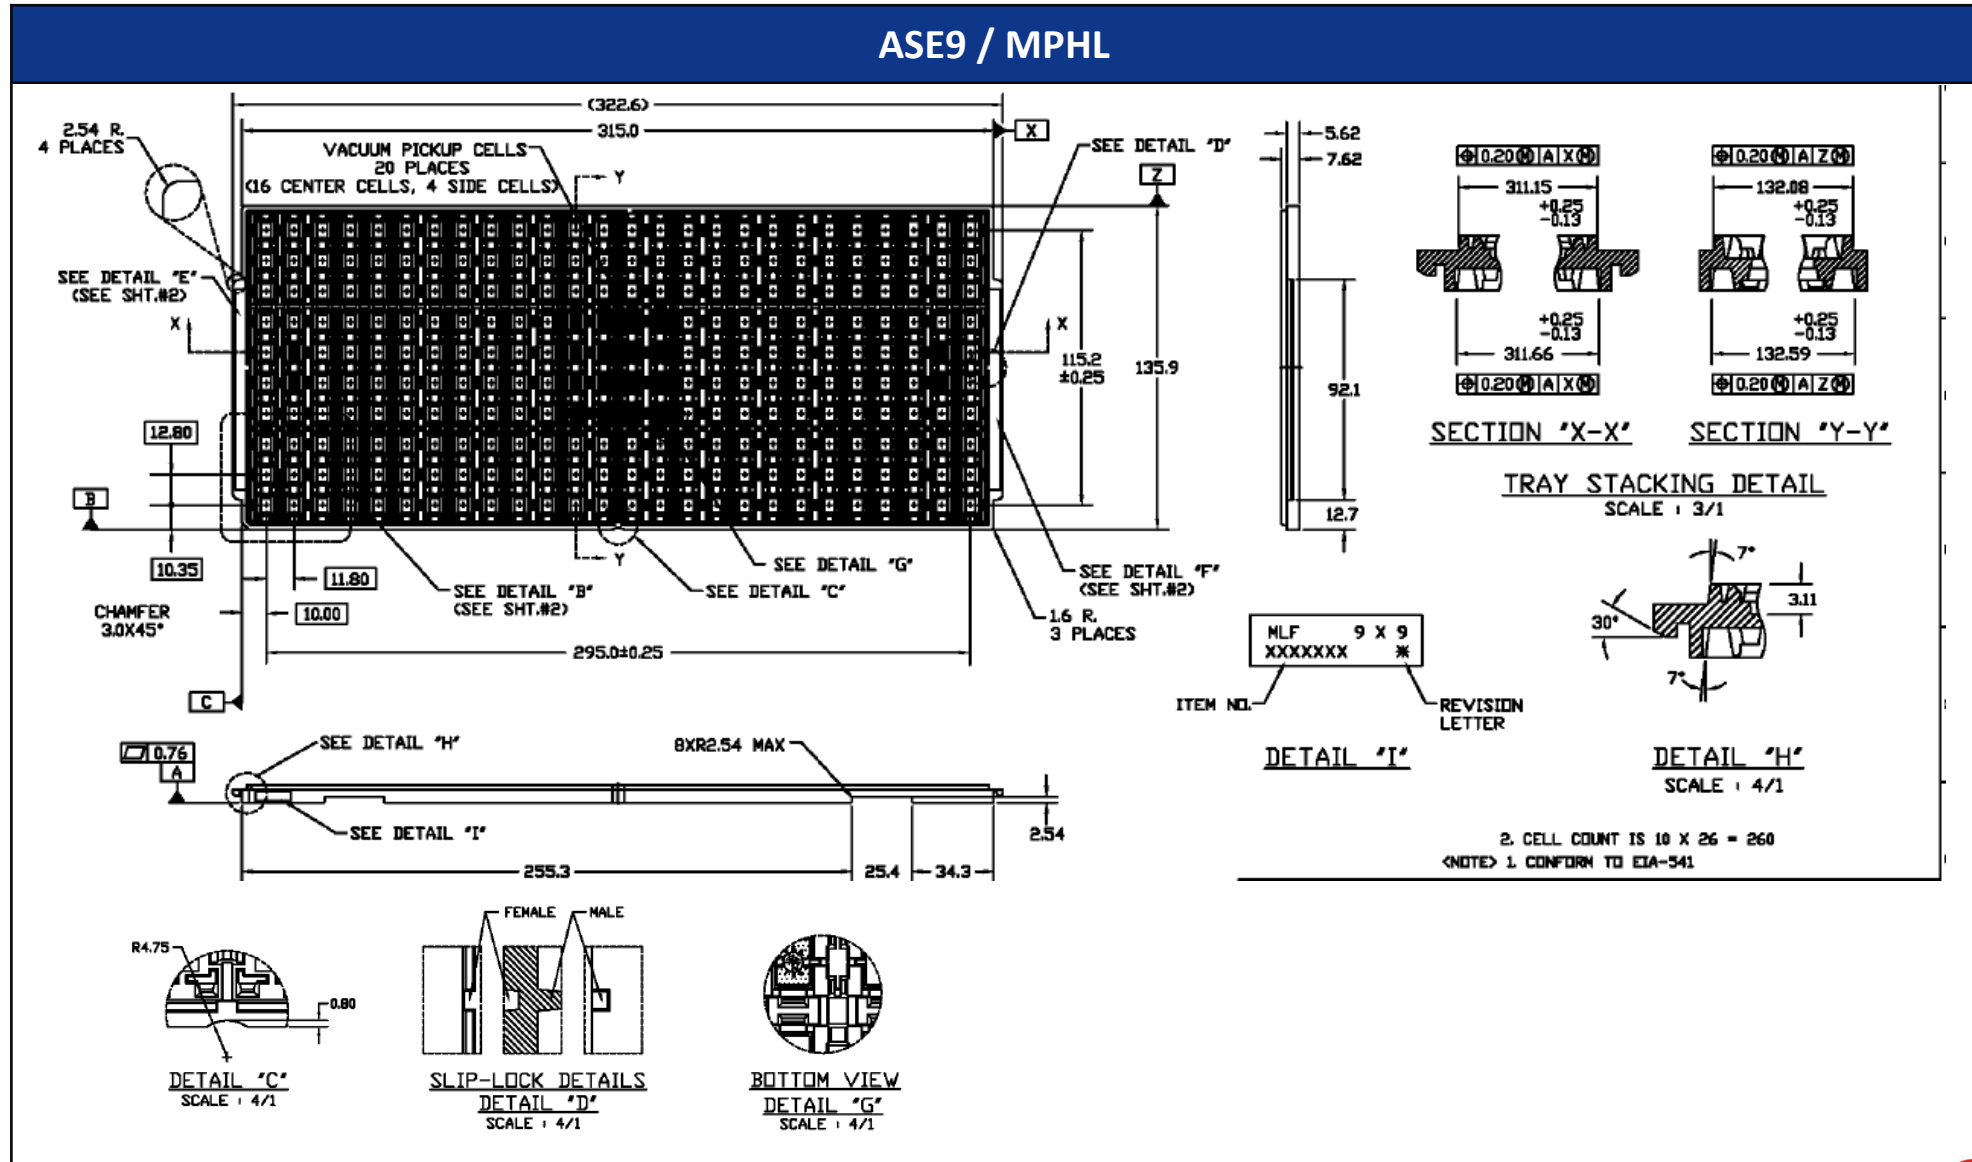 ASE9 / MPHL
(322.6)
315.0
X
2.54 R.
4 PLACES
VACUUM PICKUP CELLS
20 PLACES
(16 CENTER CELLS, 4 SIDE CELLS)
Y
SEE DETAIL "D"
Z
SEE DETAIL "E"
(SEE SHT.#2)
X
X
115.2
±0.25
135.9
12.80
B
10.35
11.80
10.00
CHAMFER
3.0X45°
SEE DETAIL "B"
(SEE SHT.#2)
Y
SEE DETAIL "G"
SEE DETAIL "C"
SEE DETAIL "F"
(SEE SHT.#2)
1.6 R.
3 PLACES
295.0±0.25
C
5.62
7.62
92.1
12.7
⌖ 0.20 Ⓜ A X Ⓜ
311.15
+0.25
-0.13
+0.25
-0.13
311.66
⌖ 0.20 Ⓜ A X Ⓜ
SECTION "X-X"
⌖ 0.20 Ⓜ A Z Ⓜ
132.08
+0.25
-0.13
+0.25
-0.13
132.59
⌖ 0.20 Ⓜ A Z Ⓜ
SECTION "Y-Y"
TRAY STACKING DETAIL
SCALE : 3/1
MLF 9 X 9
XXXXXXX *
ITEM NO.
REVISION
LETTER
DETAIL "I"
7°
3.11
30°
7°
DETAIL "H"
SCALE : 4/1
0.76
A
SEE DETAIL "H"
8XR2.54 MAX
SEE DETAIL "I"
2.54
255.3
25.4
34.3
2. CELL COUNT IS 10 X 26 = 260
<NOTE> 1. CONFORM TO EIA-541
R4.75
0.80
DETAIL "C"
SCALE : 4/1
FEMALE
MALE
SLIP-LOCK DETAILS
DETAIL "D"
SCALE : 4/1
BOTTOM VIEW
DETAIL "G"
SCALE : 4/1